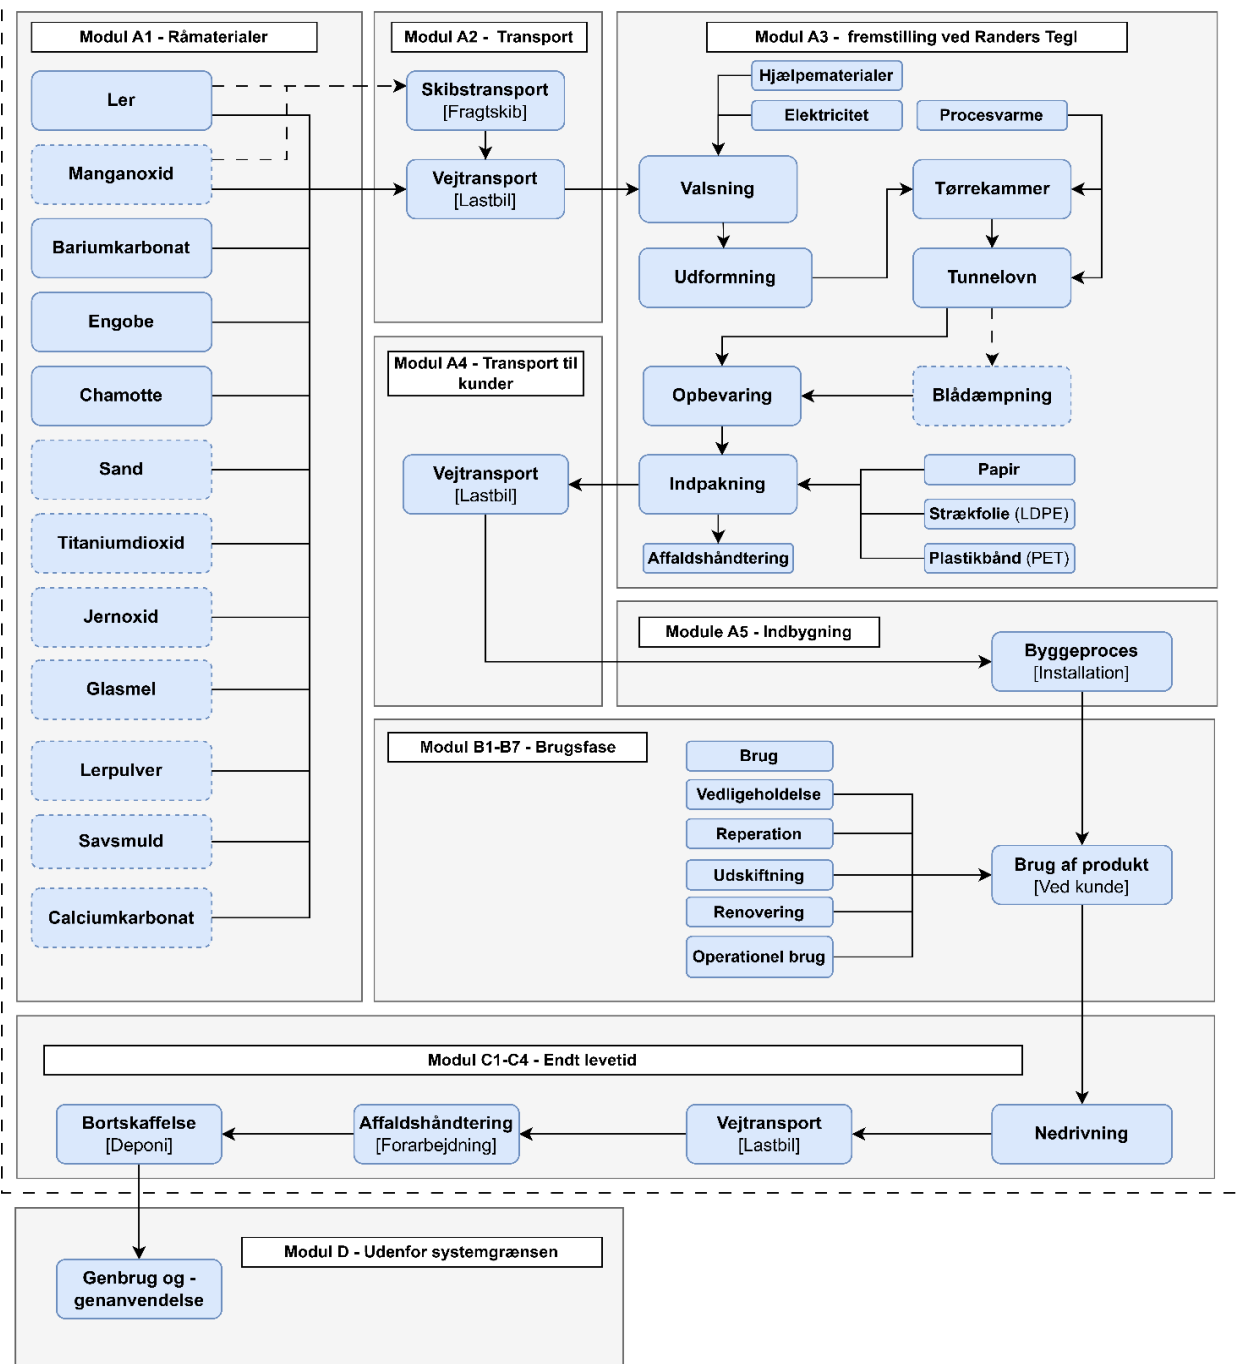 Modul A1 - Råmaterialer
Ler
Manganoxid
Bariumkarbonat
Engobe
Chamotte
Sand
Titaniumdioxid
Jernoxid
Glasmel
Lerpulver
Savsmuld
Calciumkarbonat
Modul A2 - Transport
Skibstransport
[Fragtskib]
Vejtransport
[Lastbil]
Modul A3 - fremstilling ved Randers Tegl
Hjælpematerialer
Elektricitet
Procesvarme
Valsning
Tørrekammer
Udformning
Tunnelovn
Opbevaring
Blådæmpning
Indpakning
Papir
Strækfolie (LDPE)
Plastikbånd (PET)
Affaldshåndtering
Modul A4 - Transport til
kunder
Vejtransport
[Lastbil]
Module A5 - Indbygning
Byggeproces
[Installation]
Modul B1-B7 - Brugsfase
Brug
Vedligeholdelse
Reperation
Udskiftning
Renovering
Operationel brug
Brug af produkt
[Ved kunde]
Modul C1-C4 - Endt levetid
Bortskaffelse
[Deponi]
Affaldshåndtering
[Forarbejdning]
Vejtransport
[Lastbil]
Nedrivning
Modul D - Udenfor systemgrænsen
Genbrug og -
genanvendelse